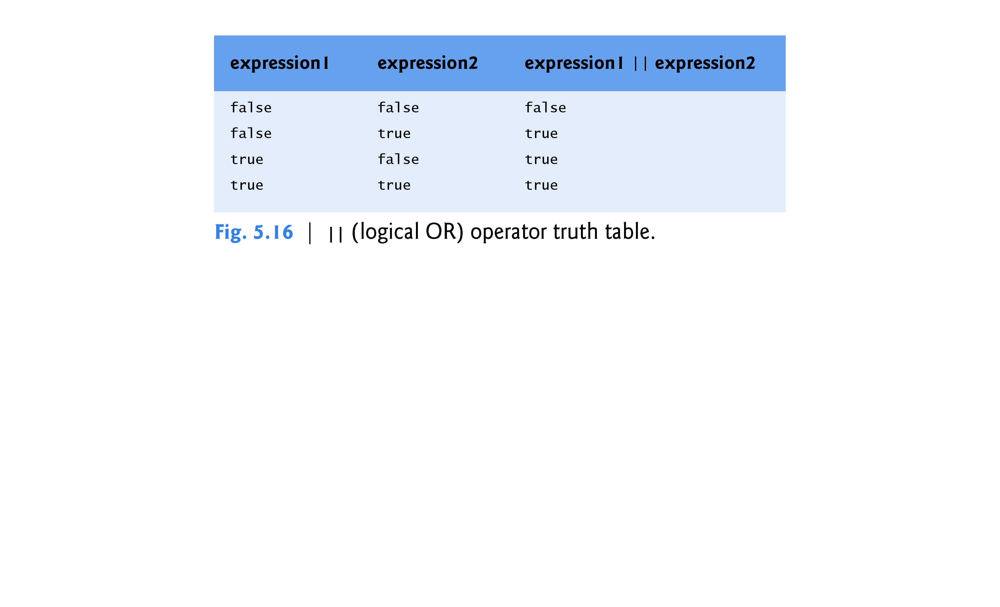 expression1 expression2 expression1 || expression2
false false false
false true true
true false true
true true true
Fig. 5.16 | || (logical OR) operator truth table.